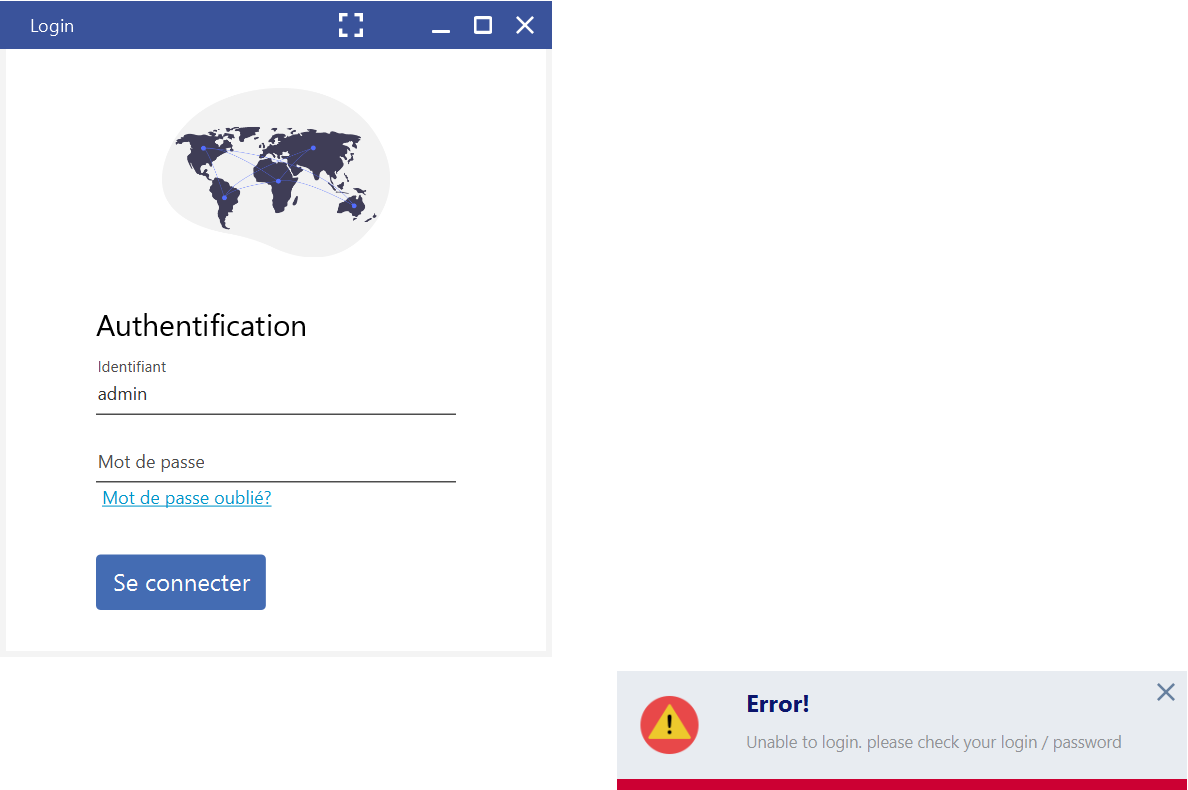 Login
Authentification
Identifiant
admin
Mot de passe
Mot de passe oublié?
Se connecter
Error!
Unable to login. please check your login / password